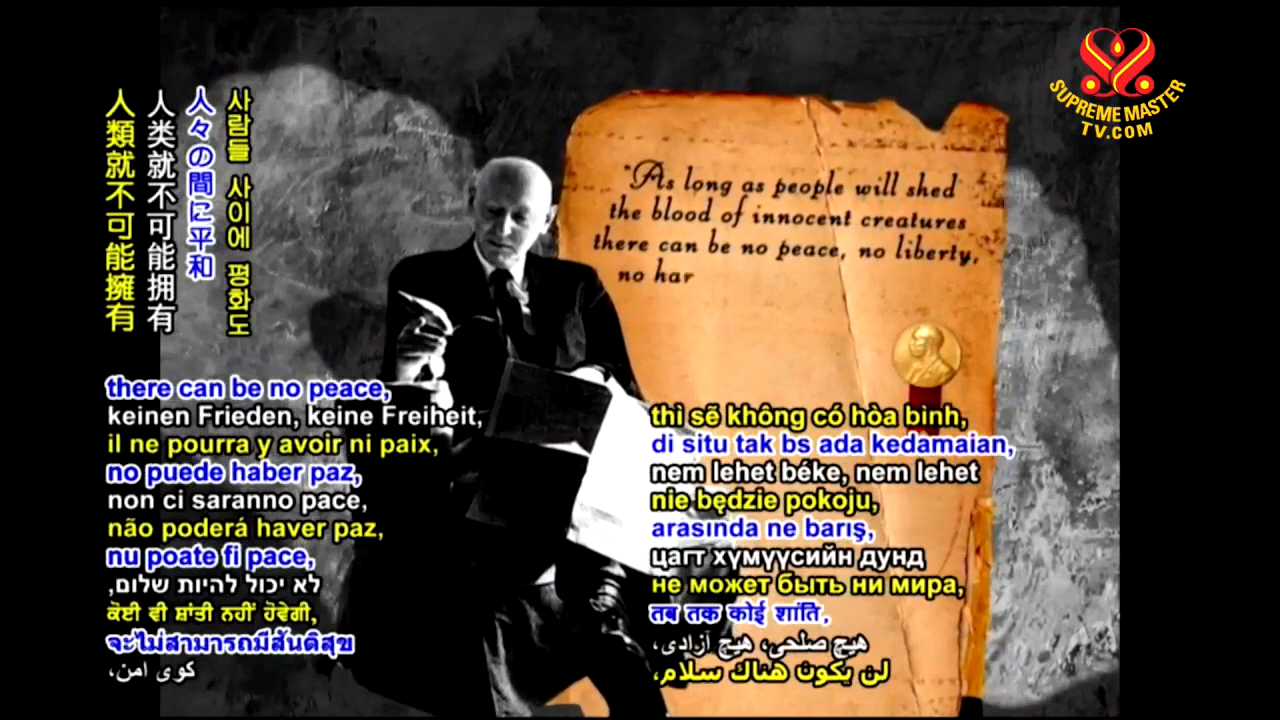 SUPREME MASTER
TV.COM
人類就不可能擁有
人类就不可能拥有
人々の間に平和
사람들 사이에 평화도
"As long as people will shed
the blood of innocent creatures
there can be no peace, no liberty,
no har
there can be no peace,
keinen Frieden, keine Freiheit,
il ne pourra y avoir ni paix,
no puede haber paz,
non ci saranno pace,
não poderá haver paz,
nu poate fi pace,
לא יכול להיות שלום,
ਕੋਈ ਵੀ ਸ਼ਾਂਤੀ ਨਹੀਂ ਹੋਵੇਗੀ,
จะไม่สามารถมีสันติสุข
کوی امن،
thì sẽ không có hòa bình,
di situ tak bs ada kedamaian,
nem lehet béke, nem lehet
nie będzie pokoju,
arasında ne barış,
цагт хүмүүсийн дунд
не может быть ни мира,
तब तक कोई शांति,
هیچ صلحی، هیچ آزادی،
لن يكون هناك سلام،